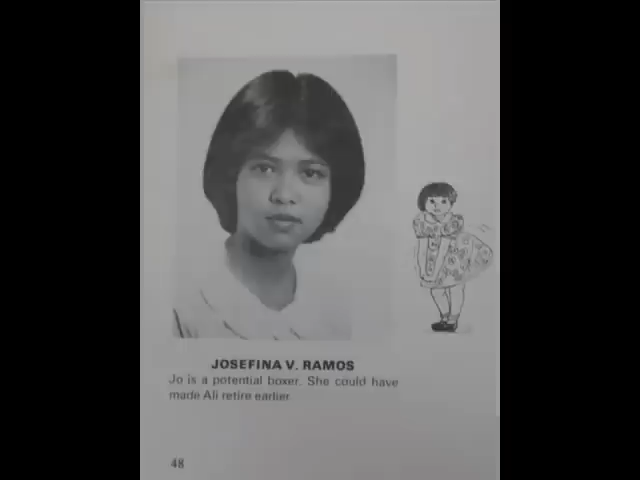 JOSEFINA V. RAMOS
Jo is a potential boxer. She could have
made Ali retire earlier.
48